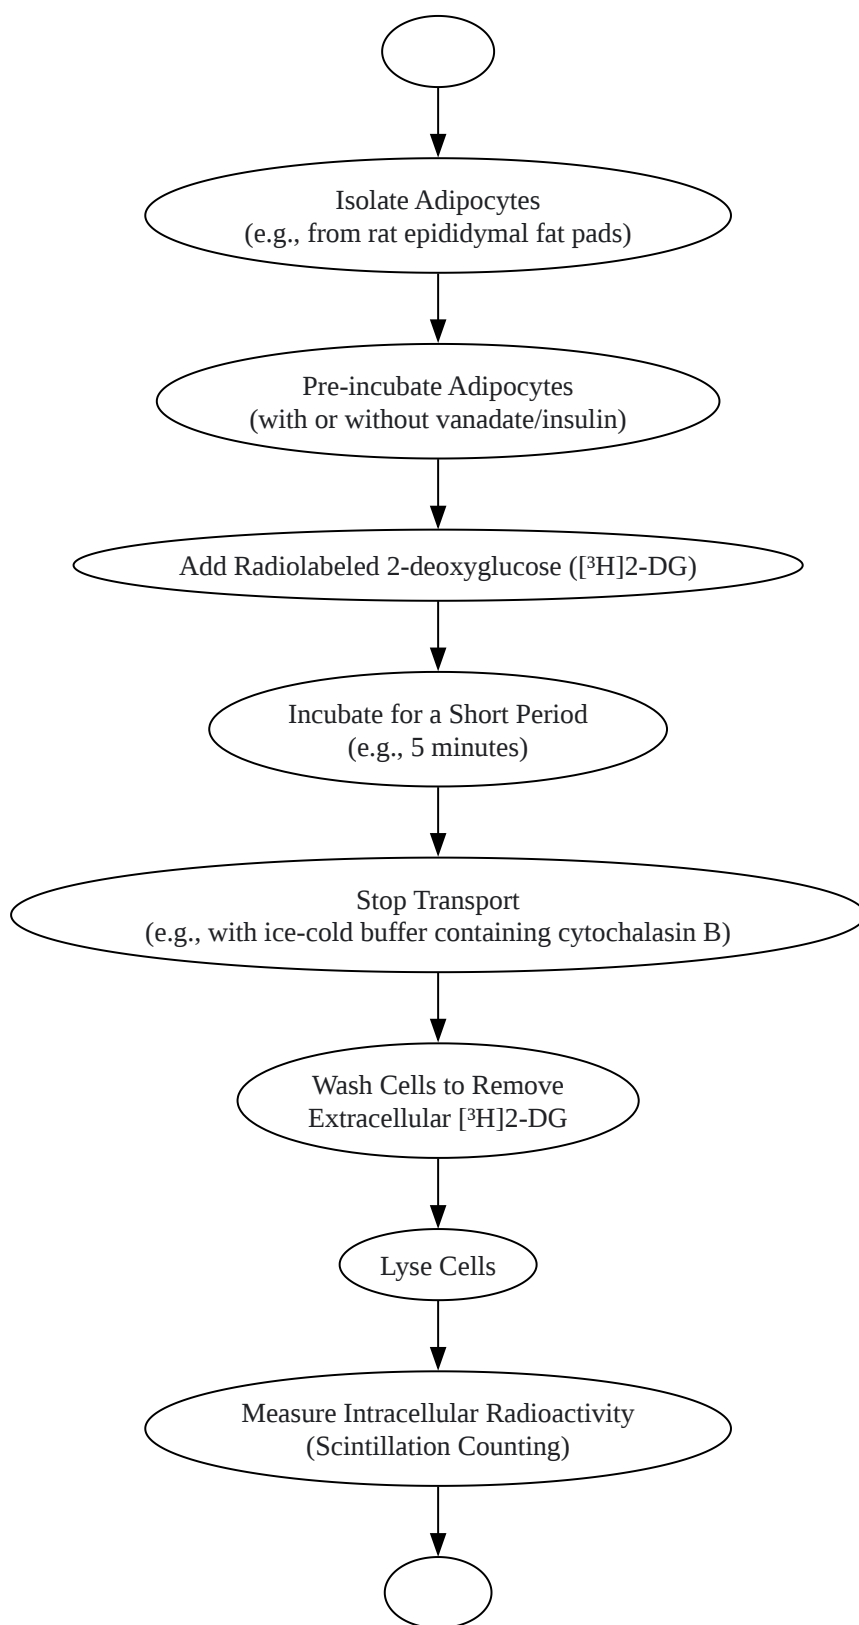 Isolate Adipocytes
(e.g., from rat epididymal fat pads)
Pre-incubate Adipocytes
(with or without vanadate/insulin)
Add Radiolabeled 2-deoxyglucose ([³H]2-DG)
Incubate for a Short Period
(e.g., 5 minutes)
Stop Transport
(e.g., with ice-cold buffer containing cytochalasin B)
Wash Cells to Remove
Extracellular [³H]2-DG
Lyse Cells
Measure Intracellular Radioactivity
(Scintillation Counting)